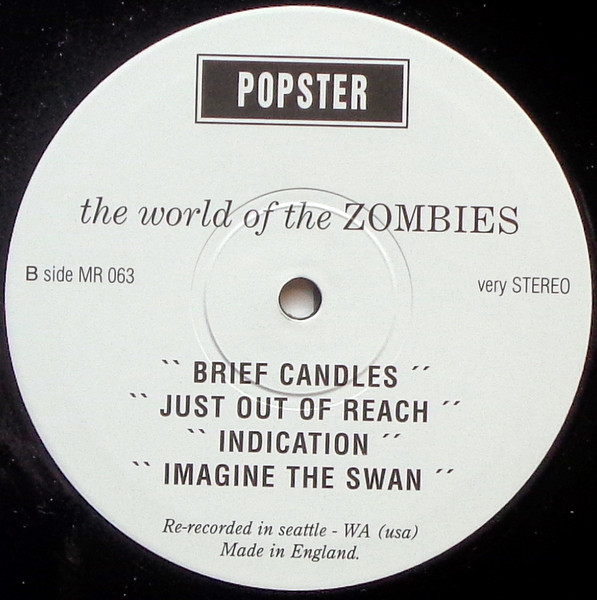 POPSTER
the world of the ZOMBIES
B side MR 063
very STEREO
`` BRIEF CANDLES ´´
`` JUST OUT OF REACH ´´
`` INDICATION ´´
`` IMAGINE THE SWAN ´´
Re-recorded in seattle - WA (usa)
Made in England.